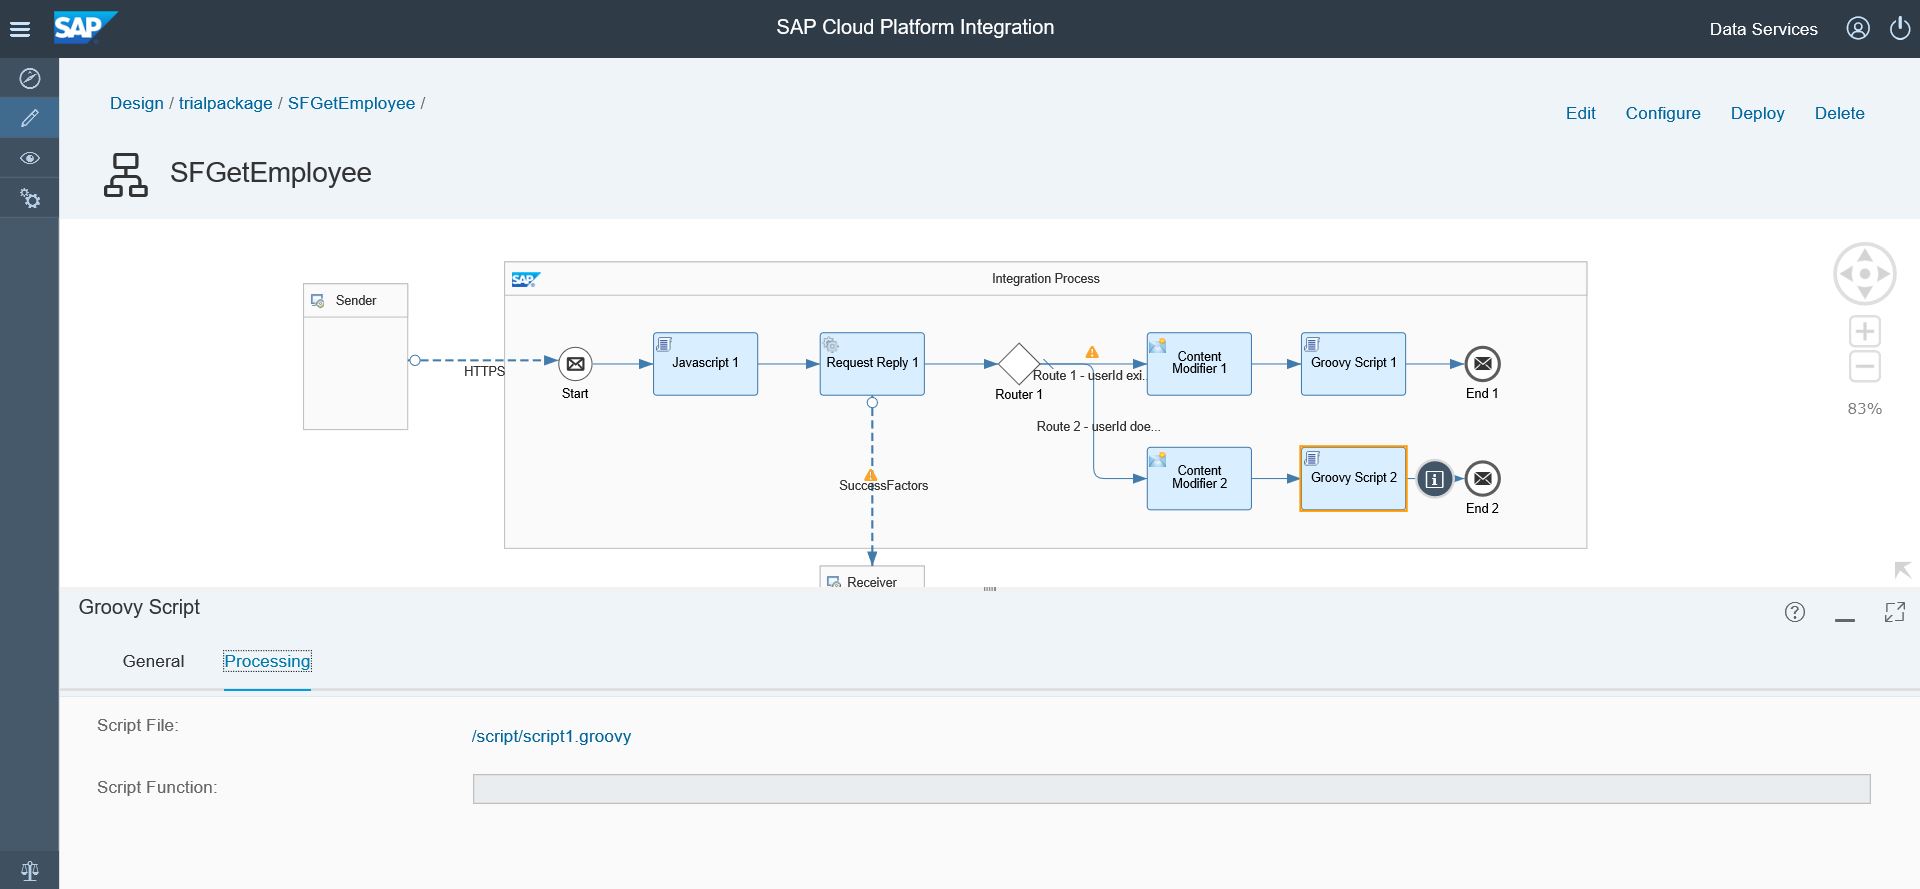 SAP
SAP Cloud Platform Integration
Data Services
Design / trialpackage / SFGetEmployee /
Edit
Configure
Deploy
Delete
SFGetEmployee
SAP
Integration Process
Sender
HTTPS
Start
Javascript 1
Request Reply 1
Router 1
Route 1 - userId exi...
Content
Modifier 1
Groovy Script 1
End 1
Route 2 - userId doe...
Content
Modifier 2
Groovy Script 2
End 2
SuccessFactors
Receiver
83%
Groovy Script
General
Processing
Script File:
/script/script1.groovy
Script Function: